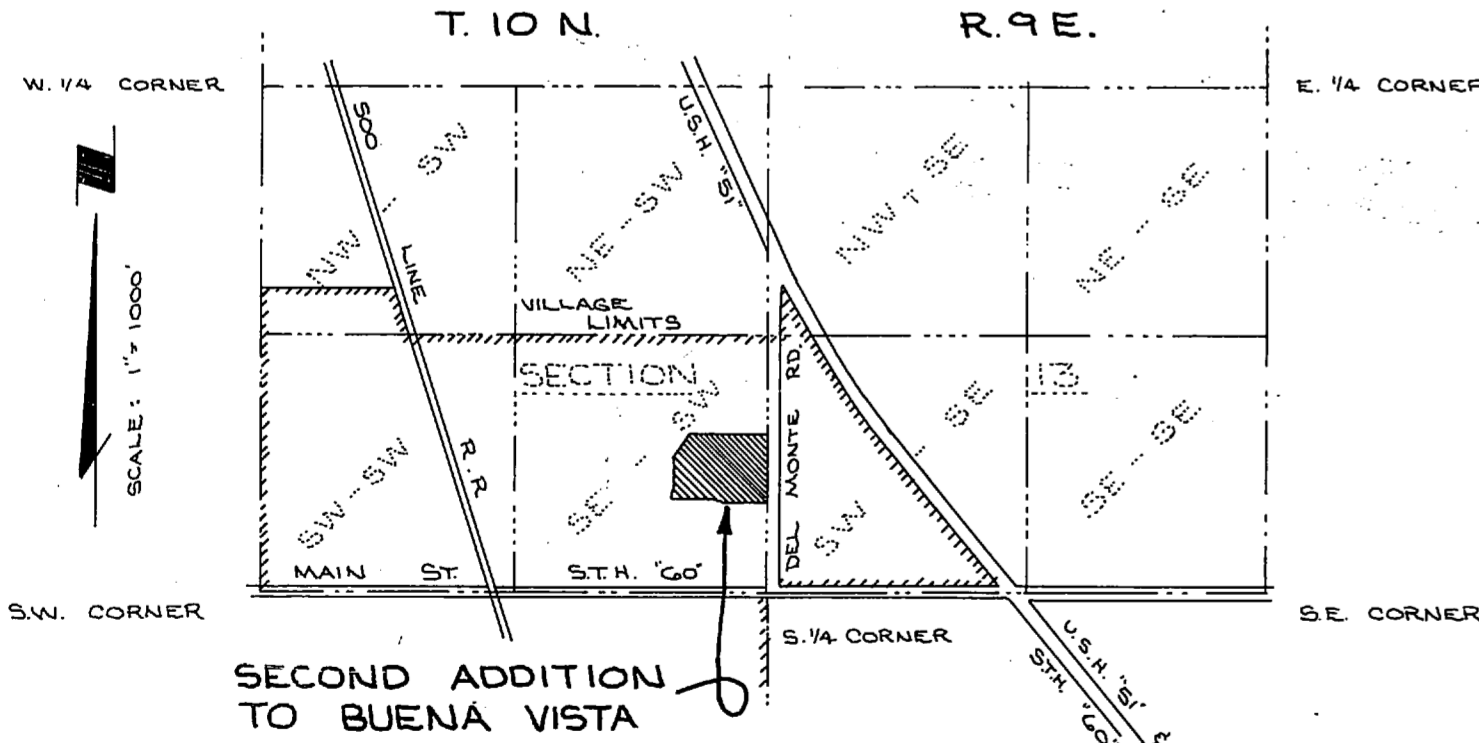 T. 10 N. R. 9 E.
W. 1/4 CORNER
E. 1/4 CORNER
SOO LINE R.R
U.S.H. "51"
NW - SW
NE - SW
NW - SE
NE - SE
SCALE: 1" = 1000'
VILLAGE
LIMITS
SECTION 13
DEL MONTE RD.
SW - SW
SE - SW
SW - SE
SE - SE
MAIN ST. S.T.H. "60"
S.W. CORNER
S. 1/4 CORNER
S.E. CORNER
U.S.H. "51"
S.T.H. "60"
SECOND ADDITION
TO BUENA VISTA